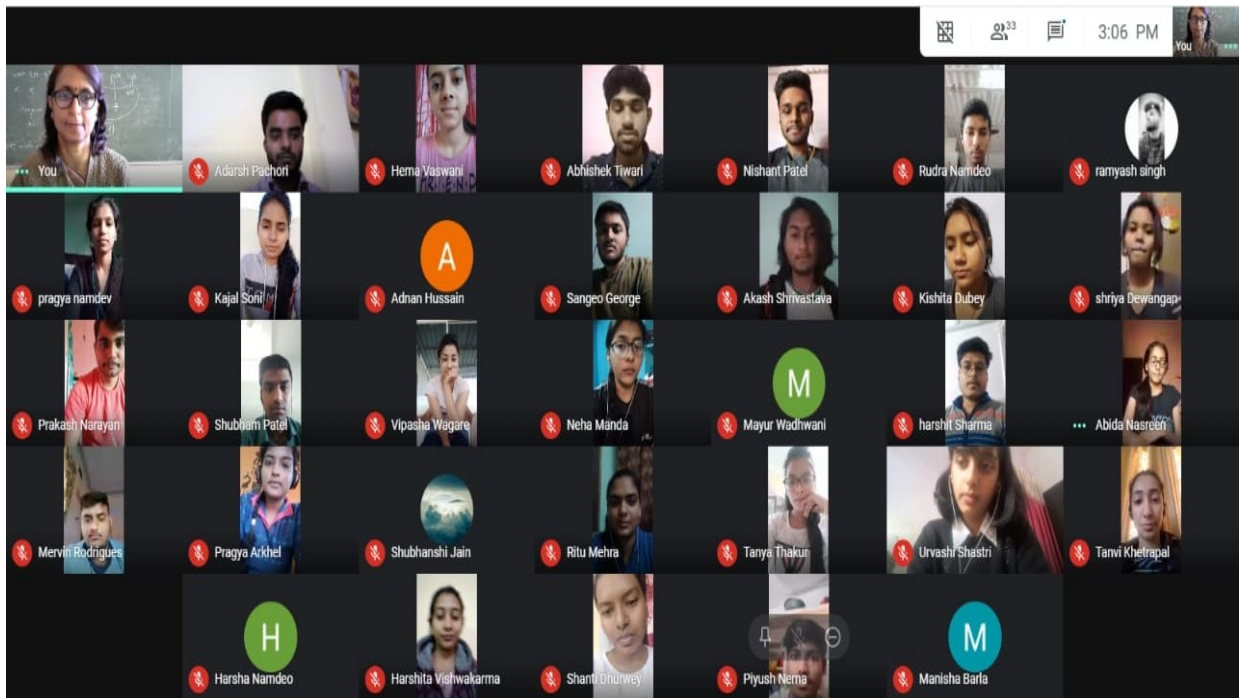 33 3:06 PM
You
You Adarsh Pachori Hema Vaswani Abhishek Tiwari Nishant Patel Rudra Namdeo ramyash singh
A
pragya namdev Kajal Soni Adnan Hussain Sangeo George Akash Shrivastava Kishita Dubey shriya Dewangan
M
Prakash Narayan Shubham Patel Vipasha Wagare Neha Manda Mayur Wadhwani harshit Sharma Abida Nasreen
Mervin Rodrigues Pragya Arkhel Shubhanshi Jain Ritu Mehra Tanya Thakur Urvashi Shastri Tanvi Khetrapal
H M
Harsha Namdeo Harshita Vishwakarma Shanti Dhurwey Piyush Nema Manisha Barla